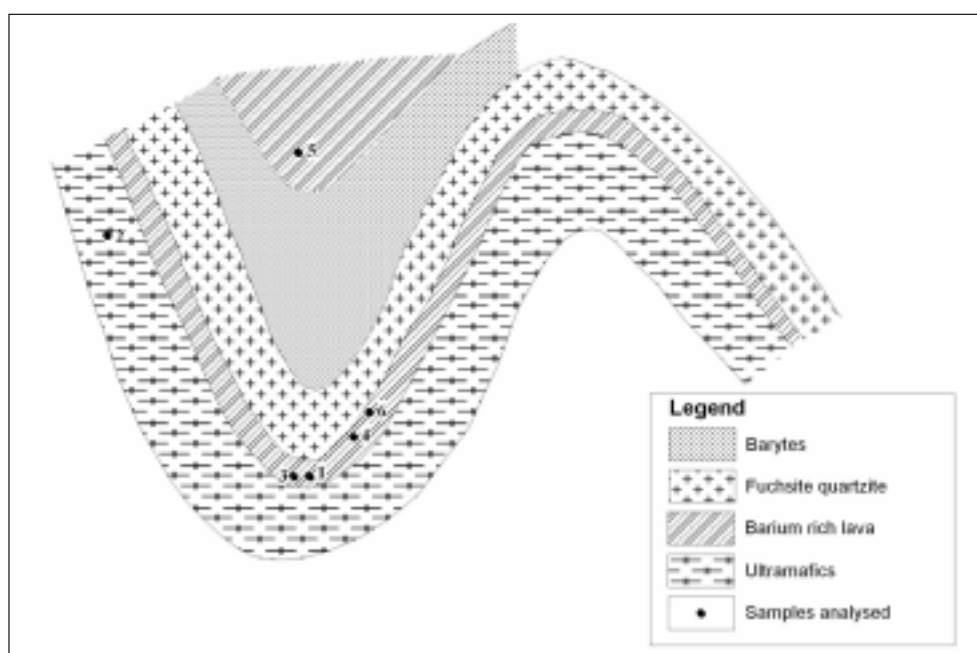 5
2
6
4
3 1
Legend
Barytes
Fuchsite quartzite
Barium rich lava
Ultramafics
Samples analysed